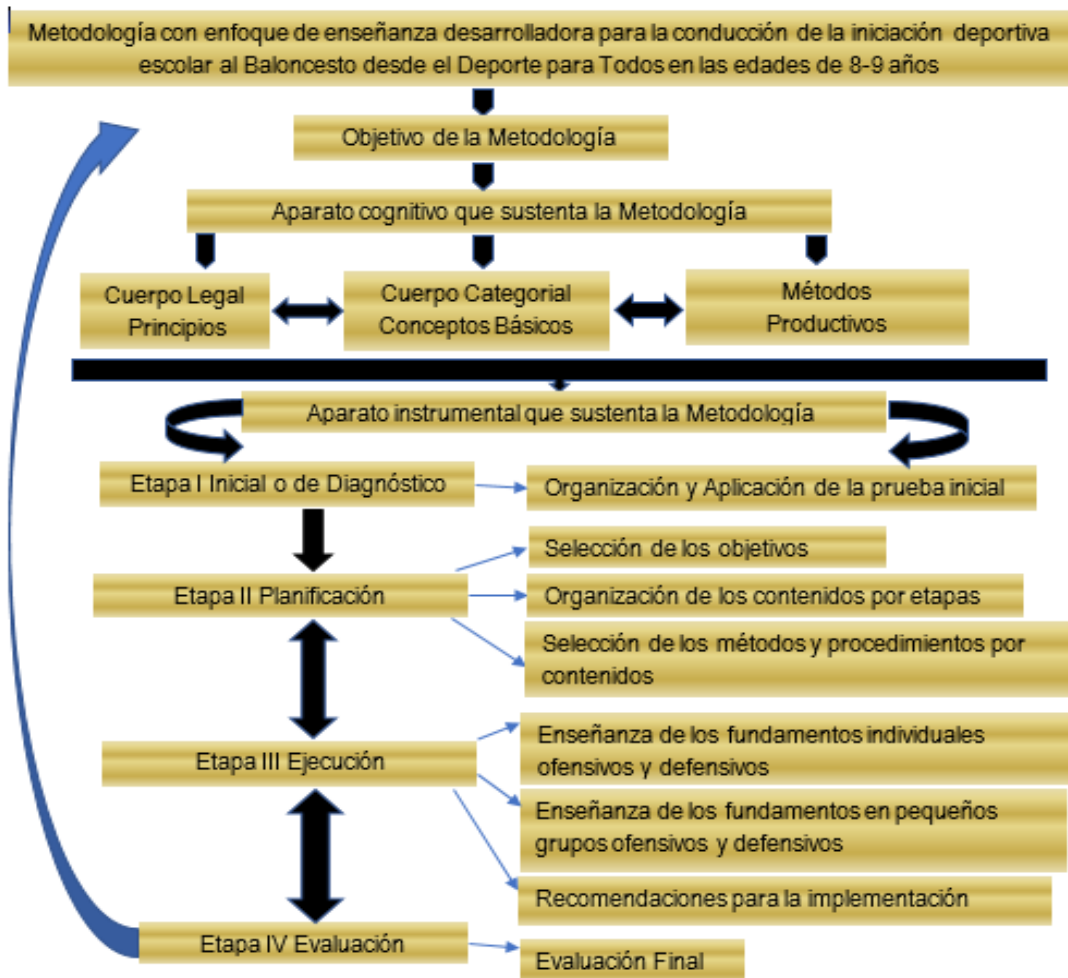 Metodología con enfoque de enseñanza desarrolladora para la conducción de la iniciación deportiva
escolar al Baloncesto desde el Deporte para Todos en las edades de 8-9 años
Objetivo de la Metodología
Aparato cognitivo que sustenta la Metodología
Cuerpo Legal
Principios
Cuerpo Categorial
Conceptos Básicos
Métodos
Productivos
Aparato instrumental que sustenta la Metodología
Etapa I Inicial o de Diagnóstico
Organización y Aplicación de la prueba inicial
Selección de los objetivos
Etapa II Planificación
Organización de los contenidos por etapas
Selección de los métodos y procedimientos por
contenidos
Etapa III Ejecución
Enseñanza de los fundamentos individuales
ofensivos y defensivos
Enseñanza de los fundamentos en pequeños
grupos ofensivos y defensivos
Recomendaciones para la implementación
Etapa IV Evaluación
Evaluación Final